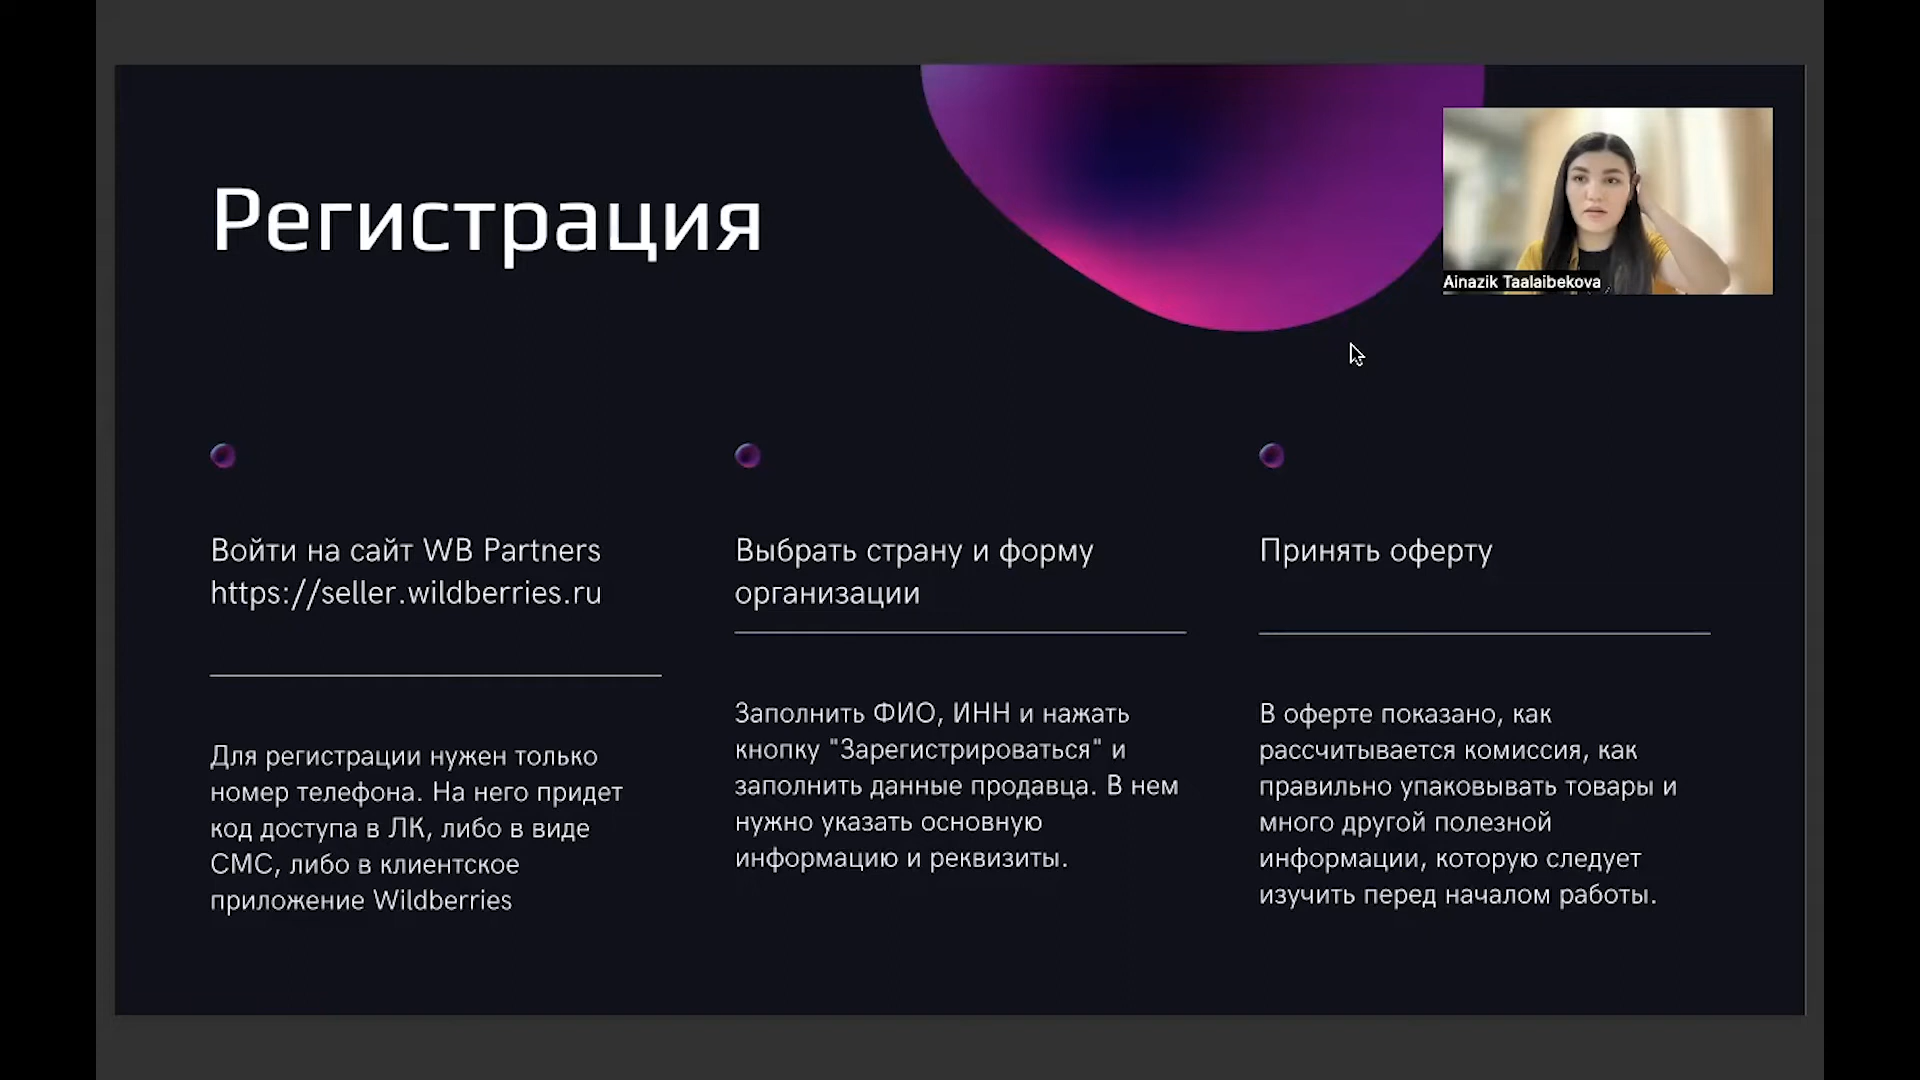 Регистрация
Ainazik Taalaibekova
Войти на сайт WB Partners
https://seller.wildberries.ru
Для регистрации нужен только
номер телефона. На него придет
код доступа в ЛК, либо в виде
СМС, либо в клиентское
приложение Wildberries
Выбрать страну и форму
организации
Заполнить ФИО, ИНН и нажать
кнопку "Зарегистрироваться" и
заполнить данные продавца. В нем
нужно указать основную
информацию и реквизиты.
Принять оферту
В оферте показано, как
рассчитывается комиссия, как
правильно упаковывать товары и
много другой полезной
информации, которую следует
изучить перед началом работы.